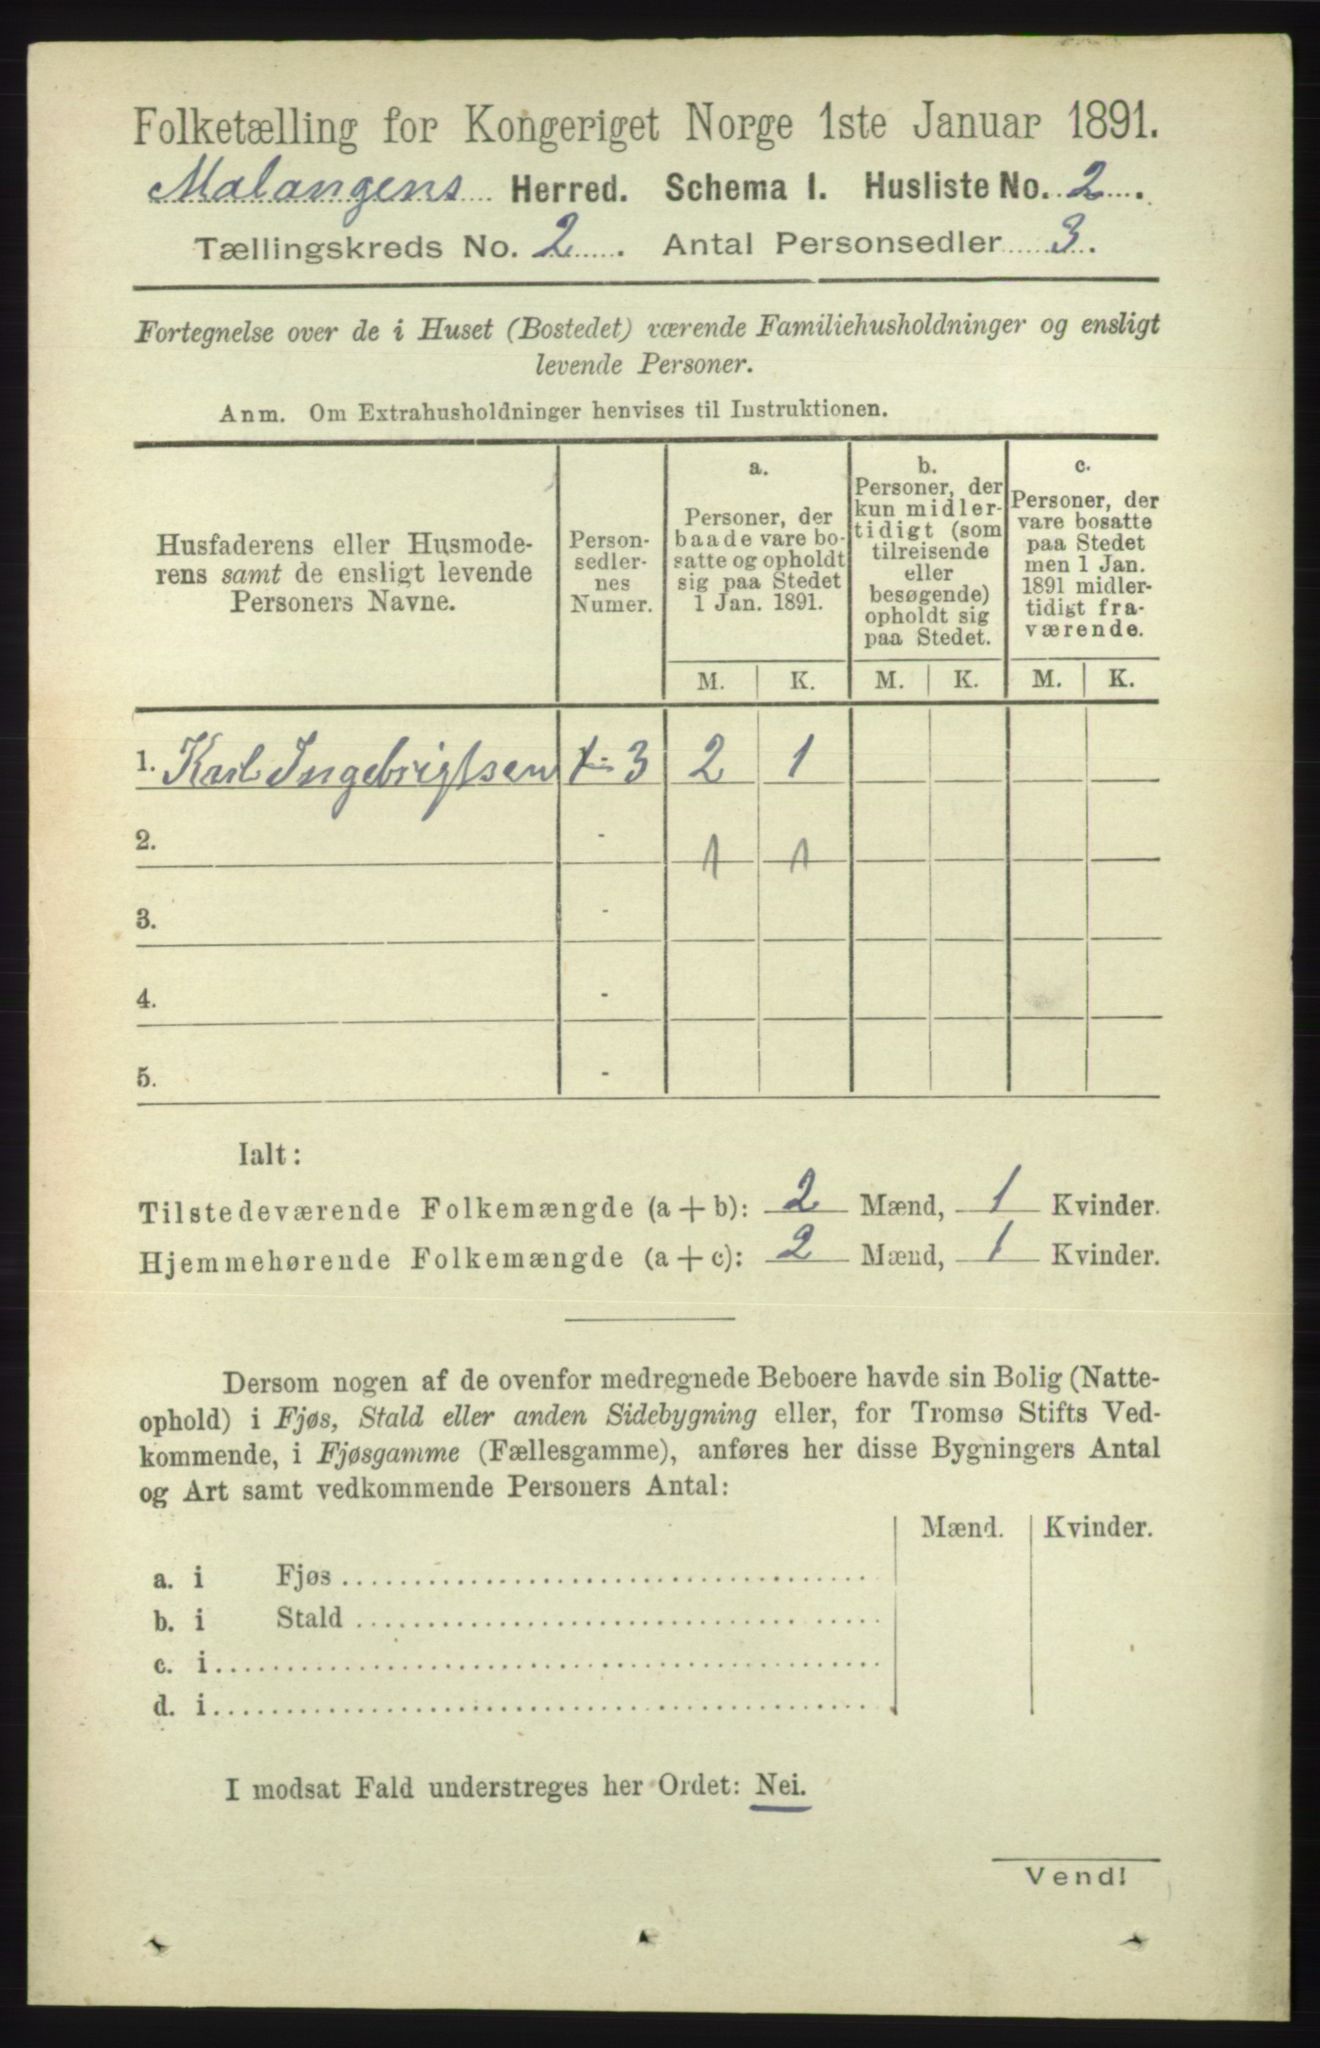 Folketælling for Kongeriget Norge 1ste Januar 1891.
Malangens Herred. Schema I. Husliste No. 2.
Tællingskreds No. 2. Antal Personsedler 3.
Fortegnelse over de i Huset (Bostedet) værende Familiehusholdninger og ensligt
levende Personer.
Anm. Om Extrahusholdninger henvises til Instruktionen.
Husfaderens eller Husmode-
rens samt de ensligt levende
Personers Navne.
Person-
sedler-
nes
Numer.
a.
Personer, der
baade vare bo-
satte og opholdt
sig paa Stedet
1 Jan. 1891.
b.
Personer, der
kun midler-
tidigt (som
tilreisende
eller
besøgende)
opholdt sig
paa Stedet.
c.
Personer, der
vare bosatte
paa Stedet
men 1 Jan.
1891 midler-
tidigt fra-
værende.
M. K. M. K. M. K.
1. Karl Ingebrigtsen 1-3 2 1
2. - 1 1
3. -
4. -
5. -
Ialt:
Tilstedeværende Folkemængde (a + b): 2 Mænd, 1 Kvinder.
Hjemmehørende Folkemængde (a + c): 2 Mænd, 1 Kvinder.
Dersom nogen af de ovenfor medregnede Beboere havde sin Bolig (Natte-
ophold) i Fjøs, Stald eller anden Sidebygning eller, for Tromsø Stifts Ved-
kommende, i Fjøsgamme (Fællesgamme), anføres her disse Bygningers Antal
og Art samt vedkommende Personers Antal:
Mænd. Kvinder.
a. i Fjøs
b. i Stald
c. i
d. i
I modsat Fald understreges her Ordet: Nei.
Vend!